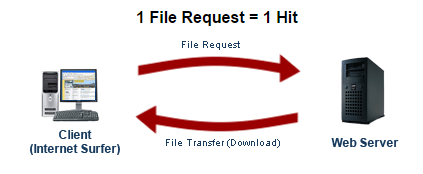 1 File Request = 1 Hit
File Request
Client
(Internet Surfer)
File Transfer (Download)
Web Server